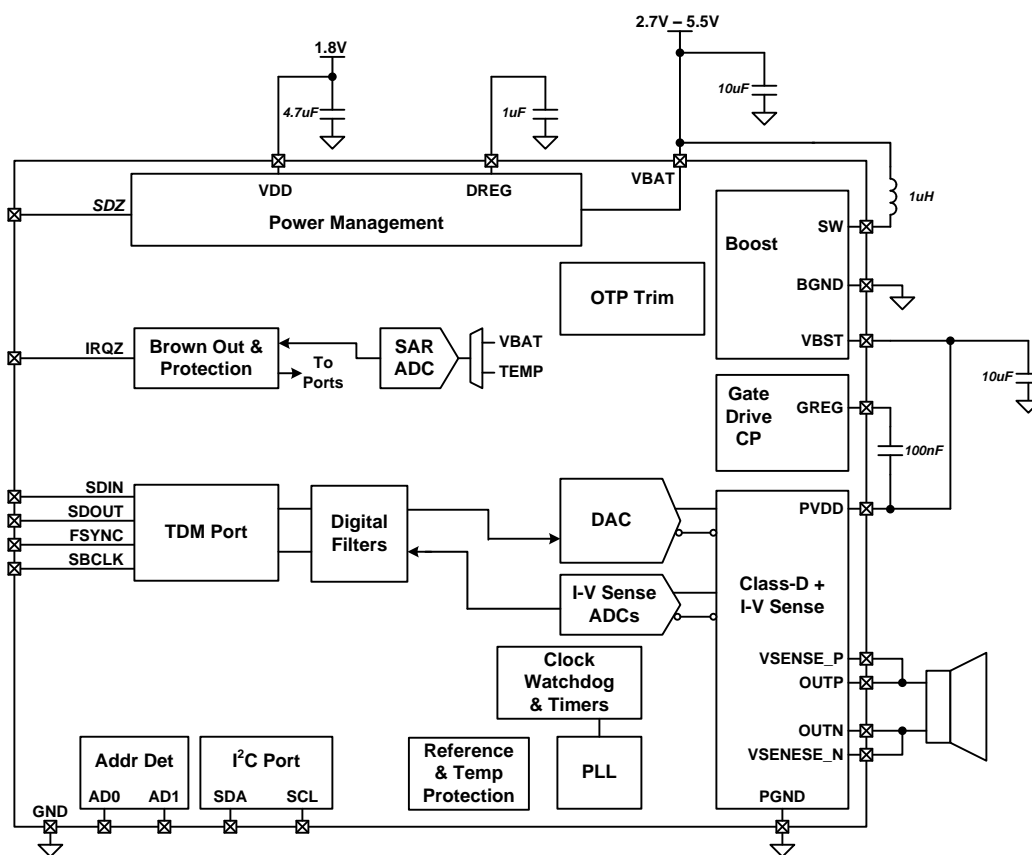 2.7V – 5.5V
1.8V
4.7uF
1uF
10uF
VDD
DREG
VBAT
Power Management
SDZ
1uH
SW
Boost
BGND
VBST
OTP Trim
IRQZ
Brown Out &
Protection
To
Ports
SAR
ADC
VBAT
TEMP
10uF
Gate
Drive
CP
GREG
100nF
SDIN
SDOUT
FSYNC
SBCLK
TDM Port
Digital
Filters
DAC
PVDD
I-V Sense
ADCs
Class-D +
I-V Sense
VSENSE_P
OUTP
OUTN
VSENESE_N
PGND
Clock
Watchdog
& Timers
PLL
Reference
& Temp
Protection
Addr Det
AD0
AD1
I2C Port
SDA
SCL
GND